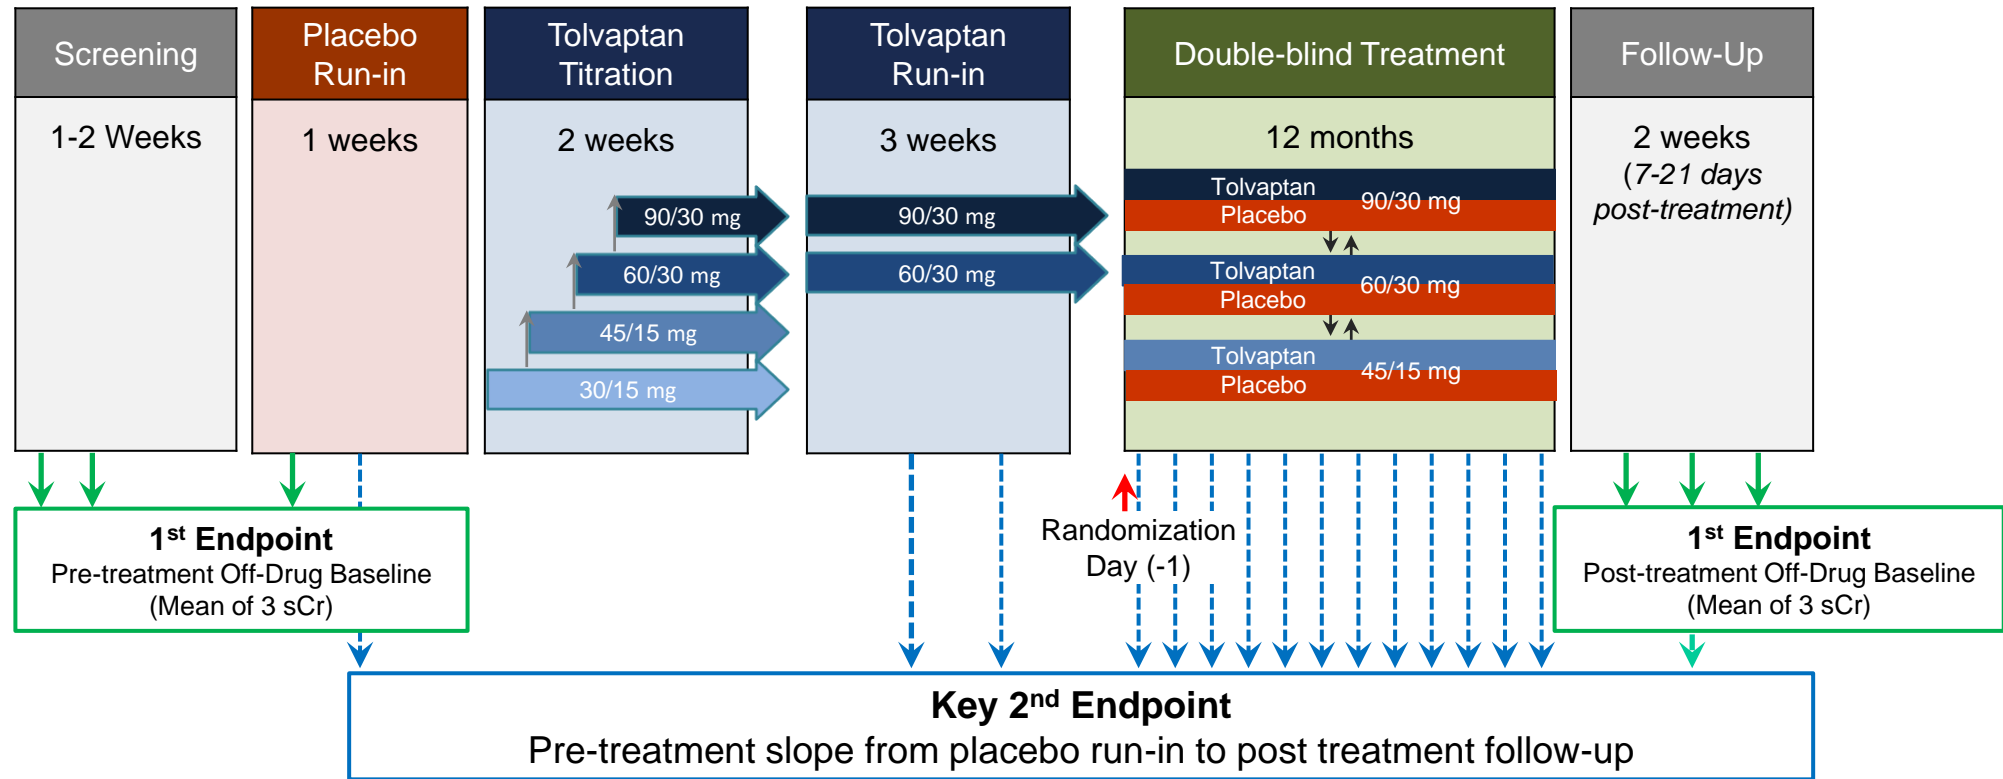 Screening
1-2 Weeks
Placebo
Run-in
1 weeks
Tolvaptan
Titration
2 weeks
90/30 mg
60/30 mg
45/15 mg
30/15 mg
Tolvaptan
Run-in
3 weeks
90/30 mg
60/30 mg
Double-blind Treatment
12 months
Tolvaptan
Placebo
90/30 mg
Tolvaptan
Placebo
60/30 mg
Tolvaptan
Placebo
45/15 mg
Follow-Up
2 weeks
(7-21 days
post-treatment)
1st Endpoint
Pre-treatment Off-Drug Baseline
(Mean of 3 sCr)
Randomization
Day (-1)
1st Endpoint
Post-treatment Off-Drug Baseline
(Mean of 3 sCr)
Key 2nd Endpoint
Pre-treatment slope from placebo run-in to post treatment follow-up